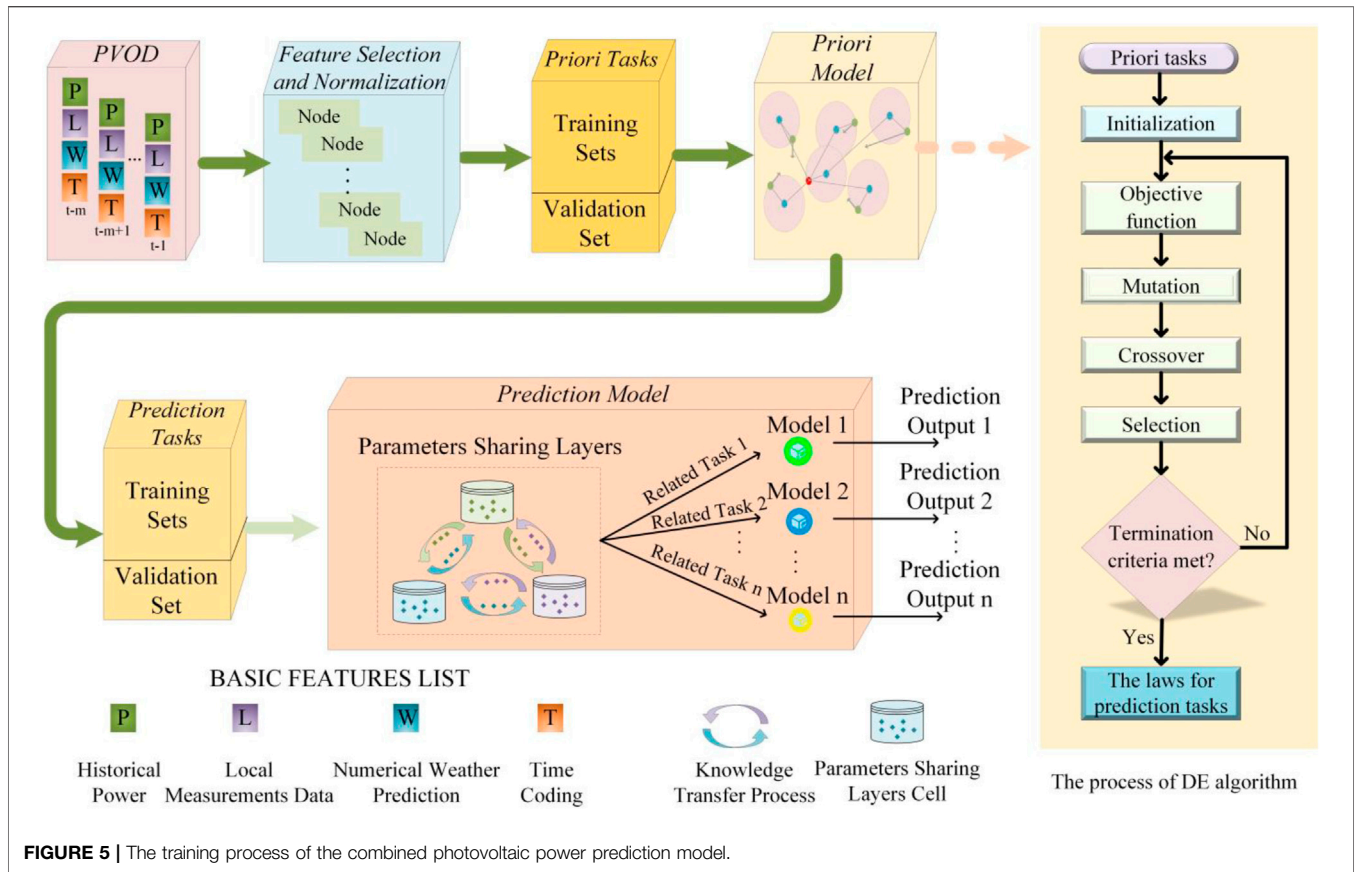 PVOD
P
L
W
T
t-m
P
L
W
T
t-m+1
...
P
L
W
T
t-1
Feature Selection
and Normalization
Node
Node
Node
Node
Priori Tasks
Training
Sets
Validation
Set
Priori
Model
Prediction
Tasks
Training
Sets
Validation
Set
Prediction Model
Parameters Sharing Layers
Related Task 1
Related Task 2
Related Task n
Model 1
Model 2
Model n
Prediction
Output 1
Prediction
Output 2
Prediction
Output n
BASIC FEATURES LIST
P
L
W
T
Historical
Power
Local
Measurements Data
Numerical Weather
Prediction
Time
Coding
Knowledge
Transfer Process
Parameters Sharing
Layers Cell
Priori tasks
Initialization
Objective
function
Mutation
Crossover
Selection
Termination
criteria met?
No
Yes
The laws for
prediction tasks
The process of DE algorithm
FIGURE 5 | The training process of the combined photovoltaic power prediction model.